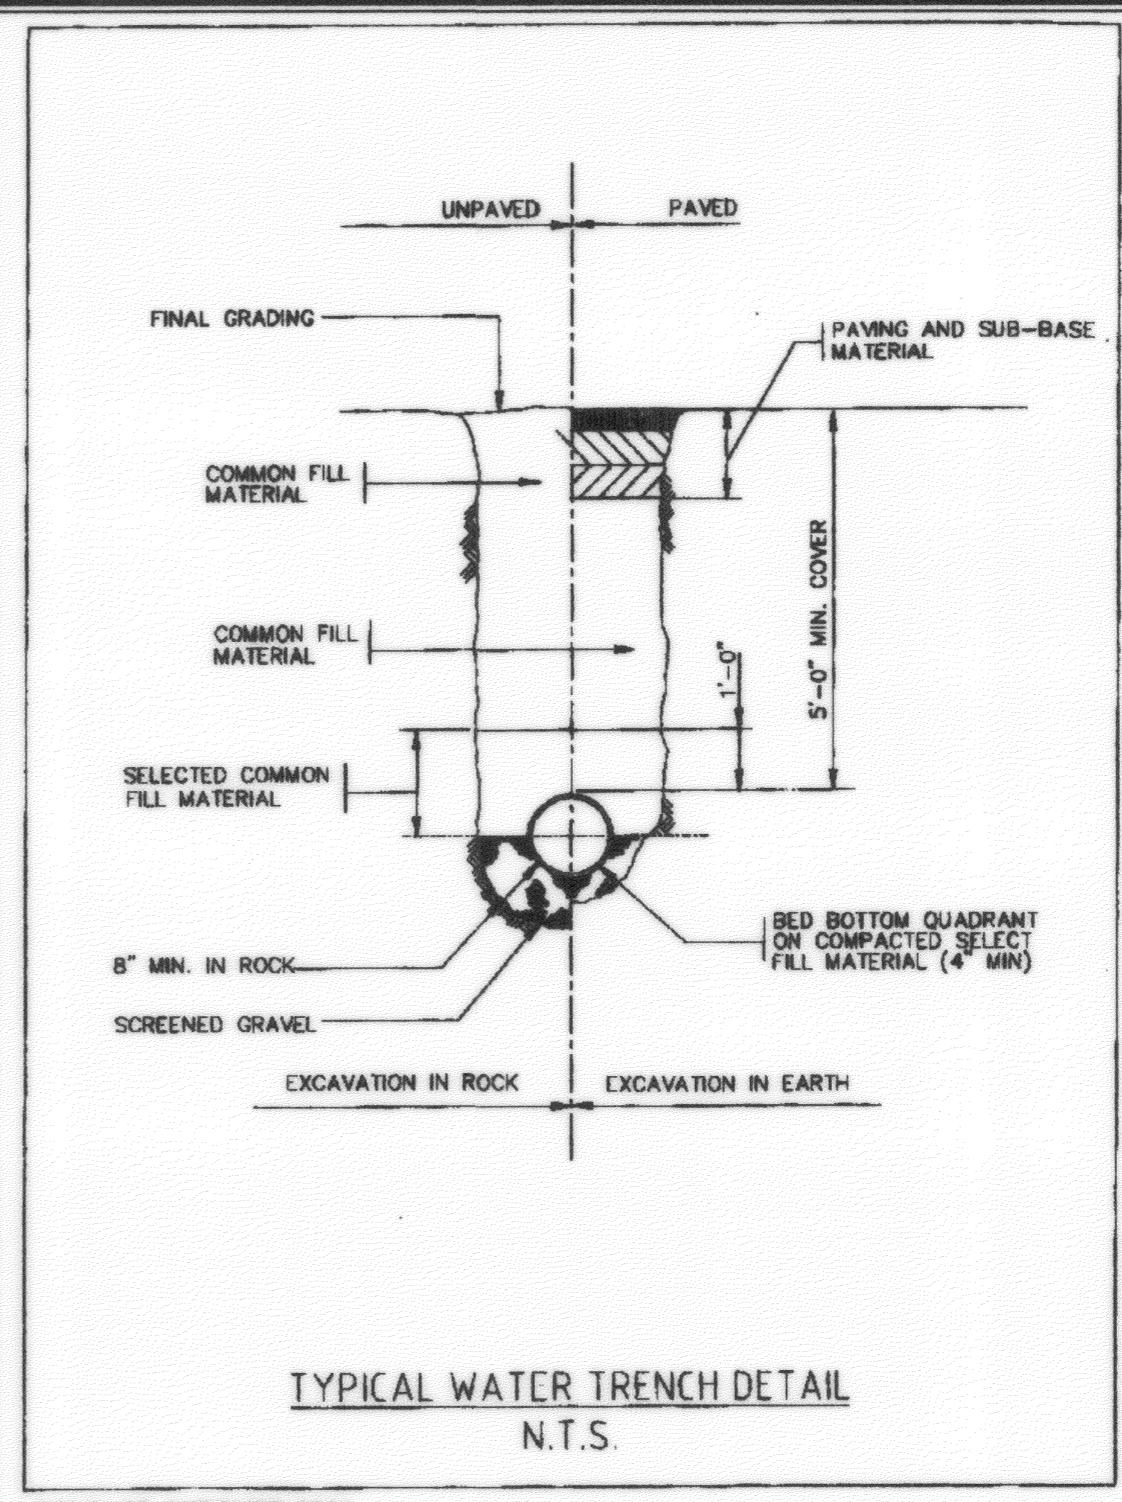 UNPAVED
PAVED
FINAL GRADING
PAVING AND SUB-BASE
MATERIAL
COMMON FILL
MATERIAL
5'-0" MIN. COVER
COMMON FILL
MATERIAL
1'-0"
SELECTED COMMON
FILL MATERIAL
BED BOTTOM QUADRANT
ON COMPACTED SELECT
FILL MATERIAL (4" MIN)
8" MIN. IN ROCK
SCREENED GRAVEL
EXCAVATION IN ROCK
EXCAVATION IN EARTH
TYPICAL WATER TRENCH DETAIL
N.T.S.